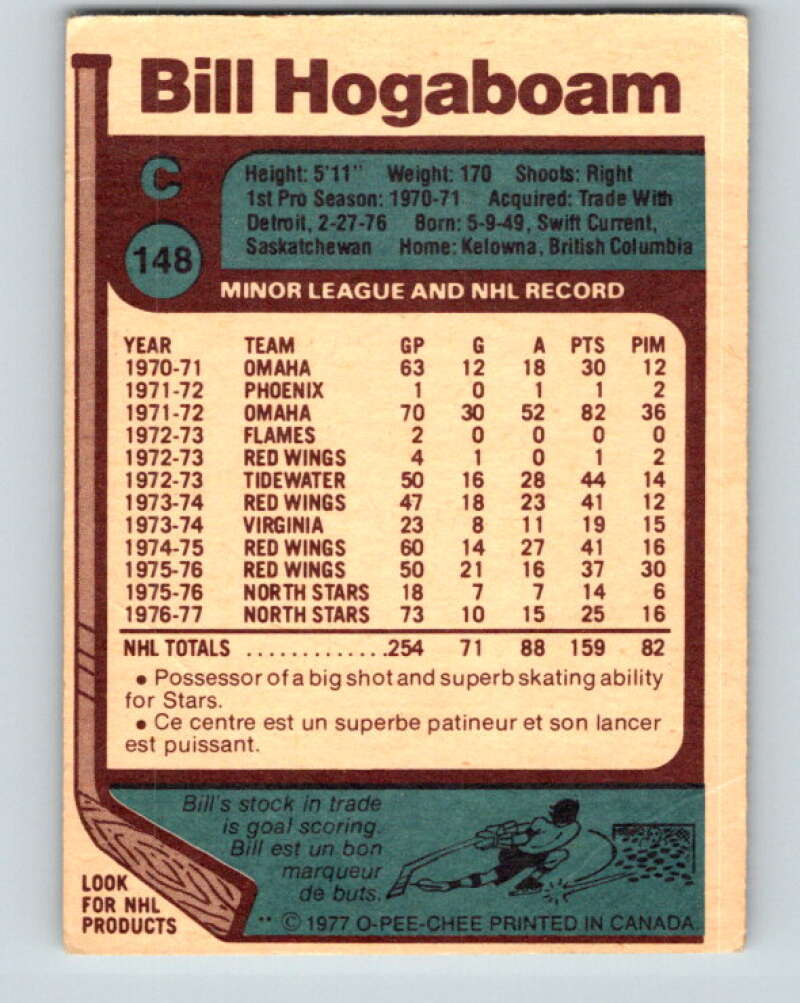 Bill Hogaboam
C
Height: 5'11" Weight: 170 Shoots: Right
1st Pro Season: 1970-71 Acquired: Trade With
Detroit, 2-27-76 Born: 5-9-49, Swift Current,
Saskatchewan Home: Kelowna, British Columbia
148
MINOR LEAGUE AND NHL RECORD
YEAR TEAM GP G A PTS PIM
1970-71 OMAHA 63 12 18 30 12
1971-72 PHOENIX 1 0 1 1 2
1971-72 OMAHA 70 30 52 82 36
1972-73 FLAMES 2 0 0 0 0
1972-73 RED WINGS 4 1 0 1 2
1972-73 TIDEWATER 50 16 28 44 14
1973-74 RED WINGS 47 18 23 41 12
1973-74 VIRGINIA 23 8 11 19 15
1974-75 RED WINGS 60 14 27 41 16
1975-76 RED WINGS 50 21 16 37 30
1975-76 NORTH STARS 18 7 7 14 6
1976-77 NORTH STARS 73 10 15 25 16
NHL TOTALS .............254 71 88 159 82
• Possessor of a big shot and superb skating ability
for Stars.
• Ce centre est un superbe patineur et son lancer
est puissant.
Bill's stock in trade
is goal scoring.
Bill est un bon
marqueur
de buts.
LOOK
FOR NHL
PRODUCTS
** © 1977 O-PEE-CHEE PRINTED IN CANADA